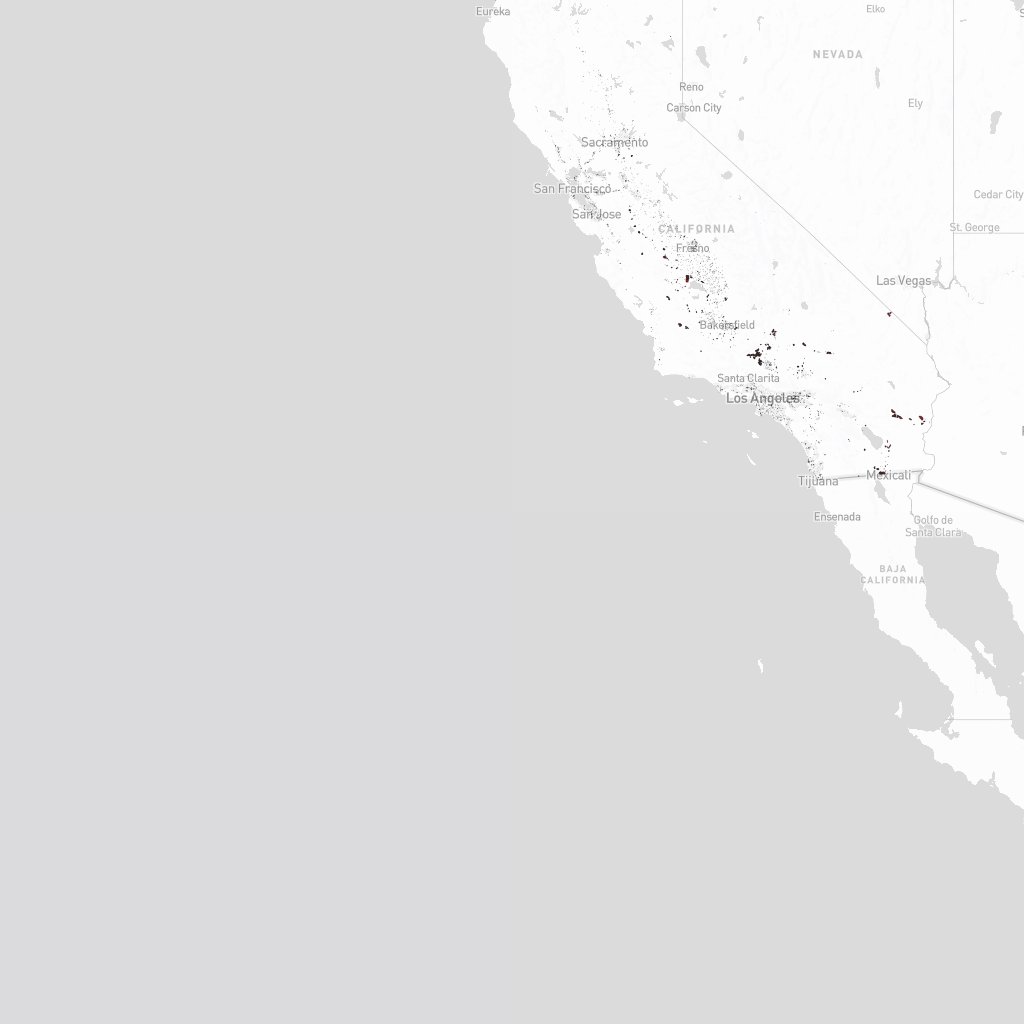 Eureka
Elko
NEVADA
Reno
Carson City
Ely
Sacramento
San Francisco
San Jose
Cedar City
St. George
CALIFORNIA
Fresno
Las Vegas
Bakersfield
Santa Clarita
Los Angeles
Tijuana
Mexicali
Ensenada
Golfo de
Santa Clara
BAJA
CALIFORNIA